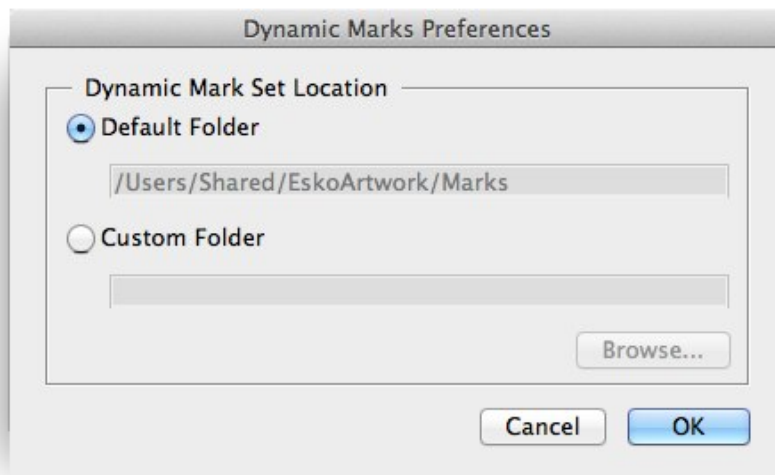 Dynamic Marks Preferences
Dynamic Mark Set Location
Default Folder
/Users/Shared/EskoArtwork/Marks
Custom Folder
Browse...
Cancel OK